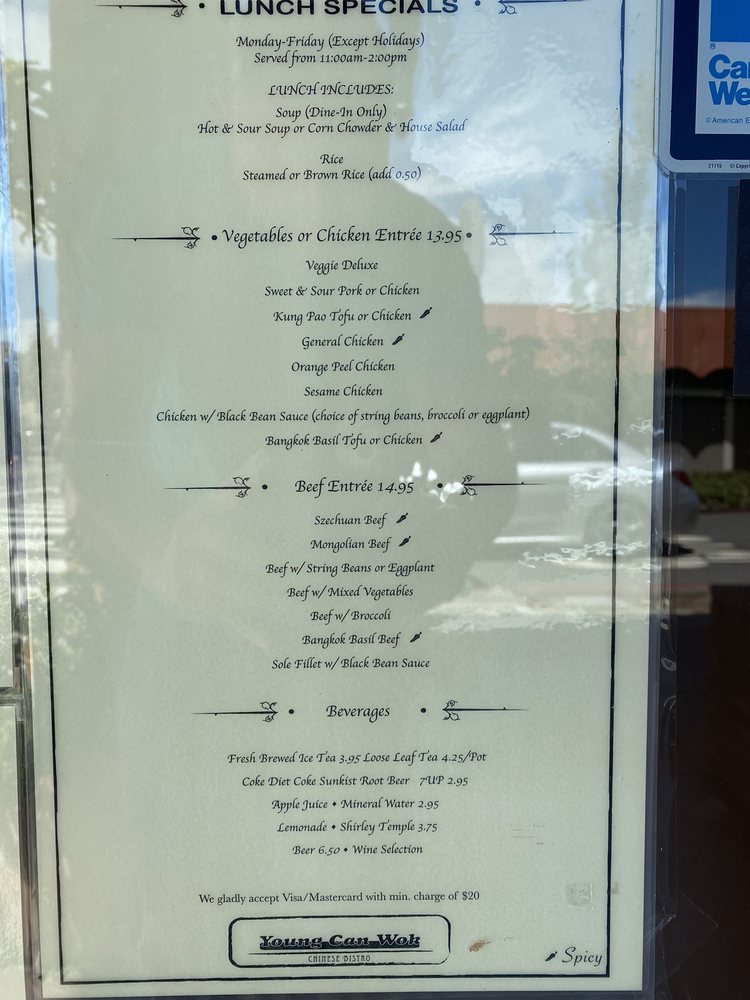 • LUNCH SPECIALS •
Monday-Friday (Except Holidays)
Served from 11:00am-2:00pm
LUNCH INCLUDES:
Soup (Dine-In Only)
Hot & Sour Soup or Corn Chowder & House Salad
Rice
Steamed or Brown Rice (add 0.50)
• Vegetables or Chicken Entrée 13.95 •
Veggie Deluxe
Sweet & Sour Pork or Chicken
Kung Pao Tofu or Chicken
General Chicken
Orange Peel Chicken
Sesame Chicken
Chicken w/ Black Bean Sauce (choice of string beans, broccoli or eggplant)
Bangkok Basil Tofu or Chicken
• Beef Entrée 14.95 •
Szechuan Beef
Mongolian Beef
Beef w/ String Beans or Eggplant
Beef w/ Mixed Vegetables
Beef w/ Broccoli
Bangkok Basil Beef
Sole Fillet w/ Black Bean Sauce
• Beverages •
Fresh Brewed Ice Tea 3.95 Loose Leaf Tea 4.25/Pot
Coke Diet Coke Sunkist Root Beer 7UP 2.95
Apple Juice • Mineral Water 2.95
Lemonade • Shirley Temple 3.75
Beer 6.50 • Wine Selection
We gladly accept Visa/Mastercard with min. charge of $20
Young Can Wok
CHINESE BISTRO
Spicy
®
Ca
We
© American E
21715 © Copyri